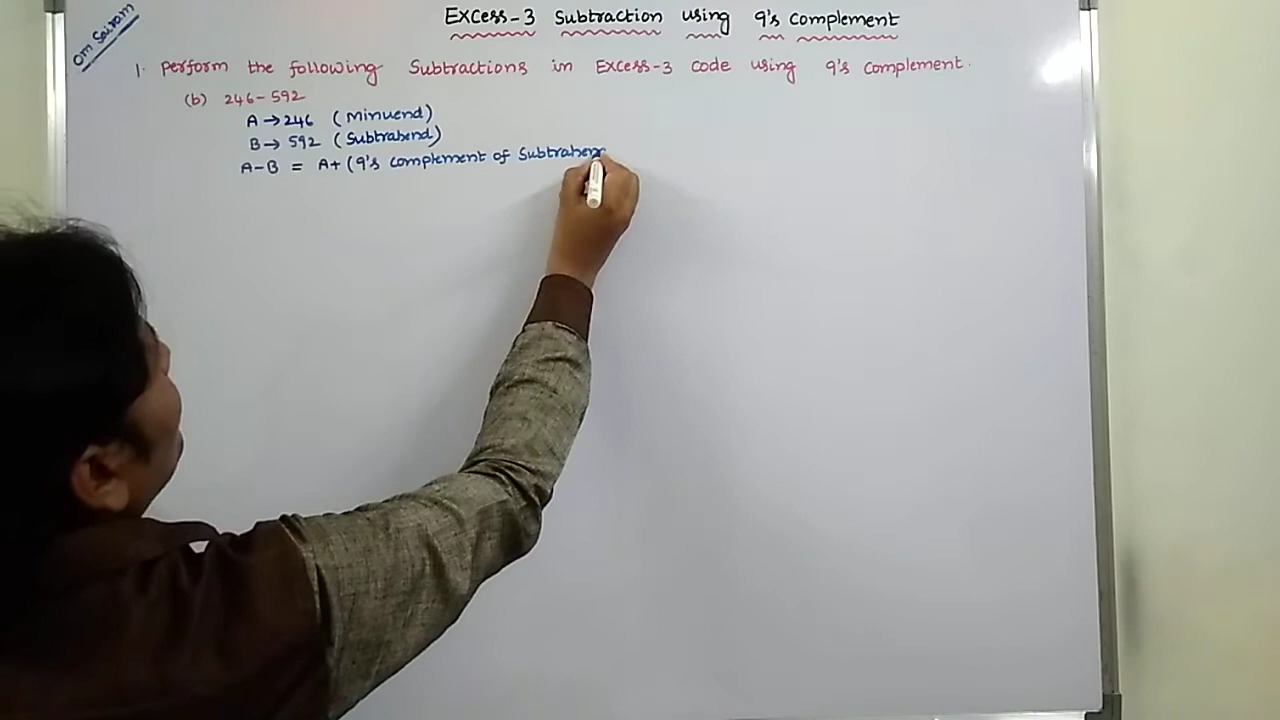 Om Sairam
Excess-3 Subtraction using 9's complement
1. Perform the following Subtractions in Excess-3 code using 9's complement.
(b) 246-592
A→246 (Minuend)
B→ 592 (Subtrahend)
A-B = A+(9's complement of Subtrahen